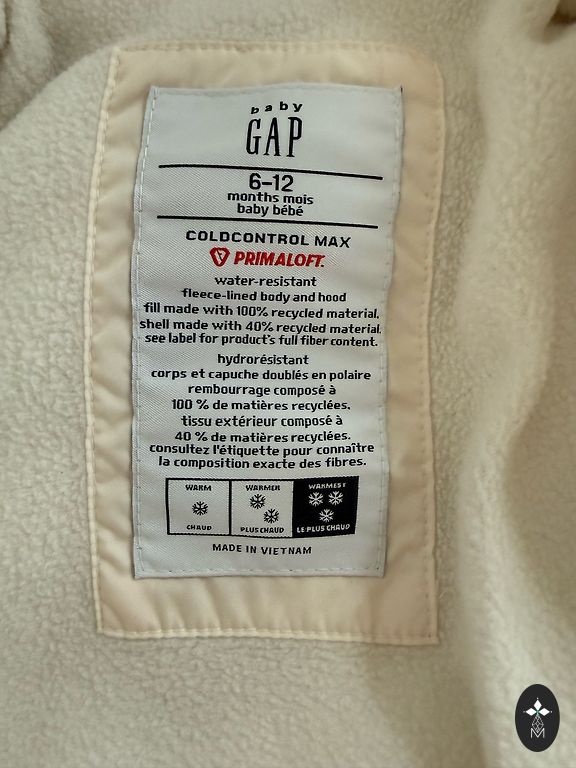 baby
GAP
6-12
months mois
baby bébé
COLDCONTROL MAX
PRIMALOFT.
water-resistant
fleece-lined body and hood
fill made with 100% recycled material.
shell made with 40% recycled material.
see label for product's full fiber content.
hydrorésistant
corps et capuche doublés en polaire
rembourrage composé à
100 % de matières recyclées.
tissu extérieur composé à
40 % de matières recyclées.
consultez l'étiquette pour connaître
la composition exacte des fibres.
WARM WARMER WARMEST
CHAUD PLUS CHAUD LE PLUS CHAUD
MADE IN VIETNAM
M